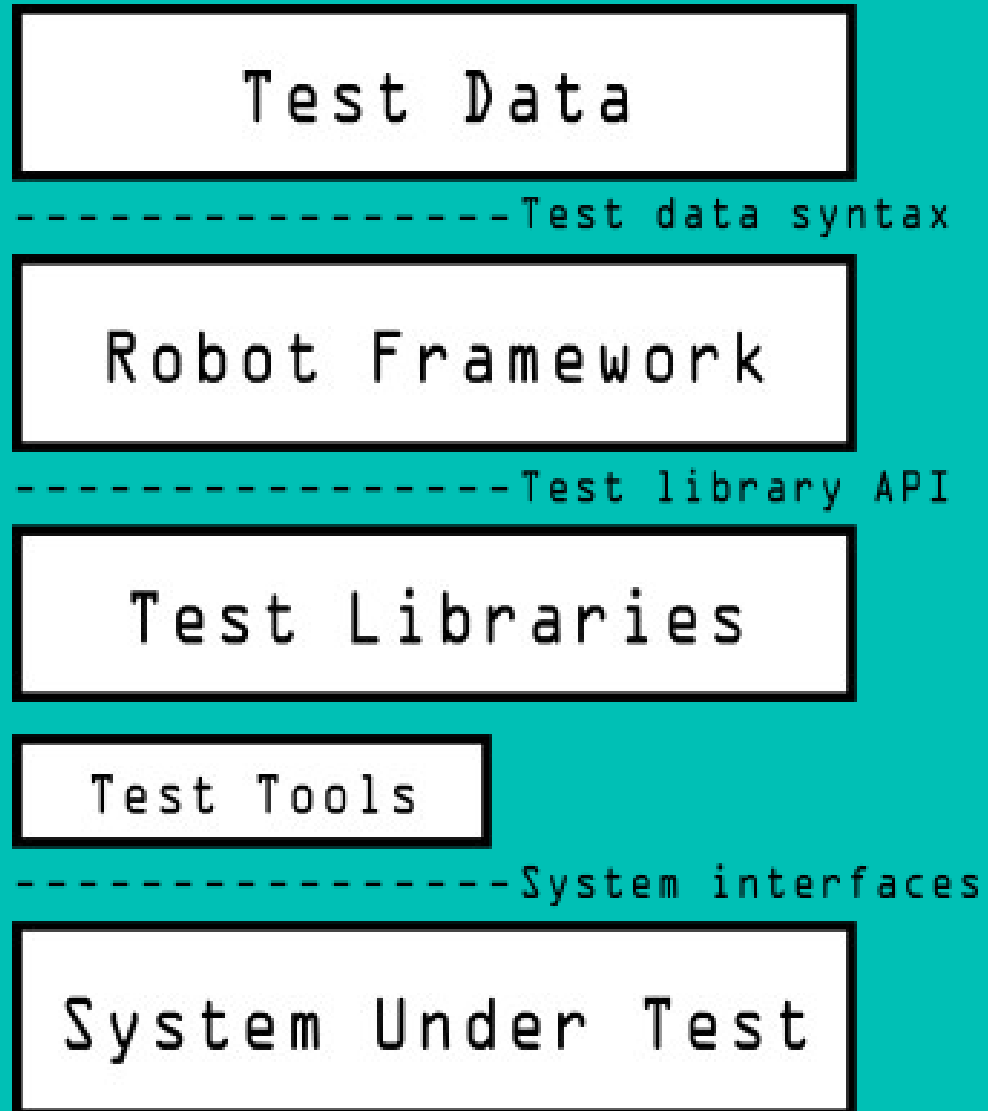 Test Data
Test data syntax
Robot Framework
Test library API
Test Libraries
Test Tools
System interfaces
System Under Test